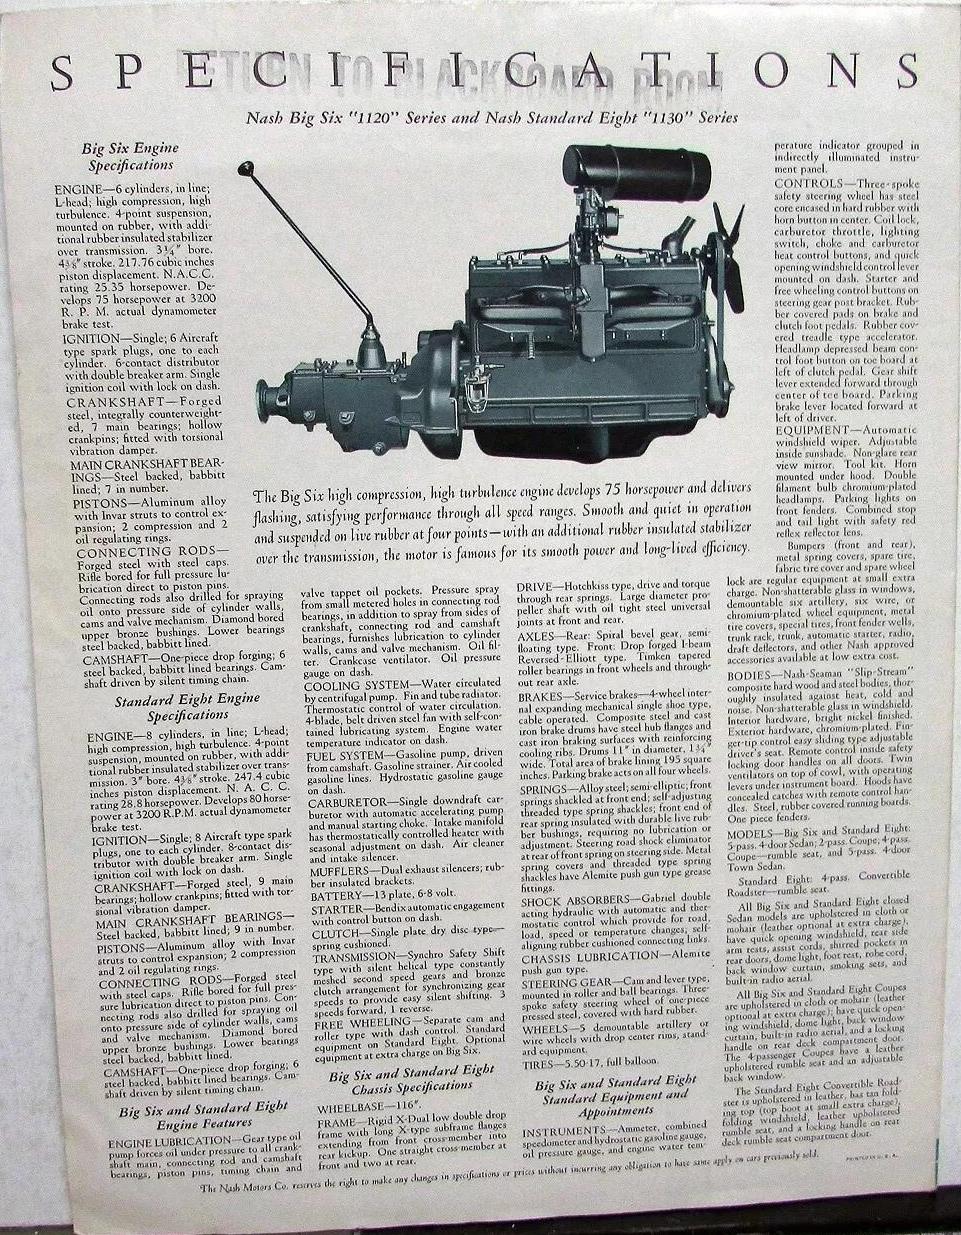 SPECIFICATIONS
RETURN TO BLACKBOARD ROOM
Nash Big Six "1120" Series and Nash Standard Eight "1130" Series
Big Six Engine
Specifications
ENGINE—6 cylinders, in line;
L-head; high compression, high
turbulence. 4-point suspension,
mounted on rubber, with addi-
tional rubber insulated stabilizer
over transmission. 3¼" bore.
4⅜" stroke. 217.76 cubic inches
piston displacement. N.A.C.C.
rating 25.35 horsepower. De-
velops 75 horsepower at 3200
R. P. M. actual dynamometer
brake test.
IGNITION—Single; 6 Aircraft
type spark plugs, one to each
cylinder. 6-contact distributor
with double breaker arm. Single
ignition coil with lock on dash.
CRANKSHAFT—Forged
steel, integrally counterweight-
ed, 7 main bearings; hollow
crankpins; fitted with torsional
vibration damper.
MAIN CRANKSHAFT BEAR-
INGS—Steel backed, babbitt
lined; 7 in number.
PISTONS—Aluminum alloy
with Invar struts to control ex-
pansion; 2 compression and 2
oil regulating rings.
CONNECTING RODS—
Forged steel with steel caps.
Rifle bored for full pressure lu-
brication direct to piston pins.
Connecting rods also drilled for spraying
oil onto pressure side of cylinder walls,
cams and valve mechanism. Diamond bored
upper bronze bushings. Lower bearings
steel backed, babbitt lined.
CAMSHAFT—One-piece drop forging; 6
steel backed, babbitt lined bearings. Cam-
shaft driven by silent timing chain.
Standard Eight Engine
Specifications
ENGINE—8 cylinders, in line; L-head;
high compression, high turbulence. 4-point
suspension, mounted on rubber, with addi-
tional rubber insulated stabilizer over trans-
mission. 3" bore. 4⅜" stroke. 247.4 cubic
inches piston displacement. N. A. C. C.
rating 28.8 horsepower. Develops 80 horse-
power at 3200 R.P.M. actual dynamometer
brake test.
IGNITION—Single; 8 Aircraft type spark
plugs, one to each cylinder. 8-contact dis-
tributor with double breaker arm. Single
ignition coil with lock on dash.
CRANKSHAFT—Forged steel, 9 main
bearings; hollow crankpins; fitted with tor-
sional vibration damper.
MAIN CRANKSHAFT BEARINGS—
Steel backed, babbitt lined; 9 in number.
PISTONS—Aluminum alloy with Invar
struts to control expansion; 2 compression
and 2 oil regulating rings.
CONNECTING RODS—Forged steel
with steel caps. Rifle bored for full pres-
sure lubrication direct to piston pins. Con-
necting rods also drilled for spraying oil
onto pressure side of cylinder walls, cams
and valve mechanism. Diamond bored
upper bronze bushings. Lower bearings
steel backed, babbitt lined.
CAMSHAFT—One-piece drop forging; 6
steel backed, babbitt lined bearings. Cam-
shaft driven by silent timing chain.
Big Six and Standard Eight
Engine Features
ENGINE LUBRICATION—Gear type oil
pump forces oil under pressure to all crank-
shaft main, connecting rod and camshaft
bearings, piston pins, timing chain and
The Big Six high compression, high turbulence engine develops 75 horsepower and delivers
flashing, satisfying performance through all speed ranges. Smooth and quiet in operation
and suspended on live rubber at four points—with an additional rubber insulated stabilizer
over the transmission, the motor is famous for its smooth power and long-lived efficiency.
valve tappet oil pockets. Pressure spray
from small metered holes in connecting rod
bearings, in addition to spray from sides of
crankshaft, connecting rod and camshaft
bearings, furnishes lubrication to cylinder
walls, cams and valve mechanism. Oil fil-
ter. Crankcase ventilator. Oil pressure
gauge on dash.
COOLING SYSTEM—Water circulated
by centrifugal pump. Fin and tube radiator.
Thermostatic control of water circulation.
4-blade, belt driven steel fan with self-con-
tained lubricating system. Engine water
temperature indication on dash.
FUEL SYSTEM—Gasoline pump, driven
from camshaft. Gasoline strainer. Air cooled
gasoline lines. Hydrostatic gasoline gauge
on dash.
CARBURETOR—Single downdraft car-
buretor with automatic accelerating pump
and manual starting choke. Intake manifold
has thermostatically controlled heater with
seasonal adjustment on dash. Air cleaner
and intake silencer.
MUFFLERS—Dual exhaust silencers; rub-
ber insulated brackets.
BATTERY—13 plate, 6-8 volt.
STARTER—Bendix automatic engagement
with control button on dash.
CLUTCH—Single plate dry disc type—
spring cushioned.
TRANSMISSION—Synchro Safety Shift
type with silent helical type constantly
meshed second gears and bronze
clutch arrangement for synchronizing gear
speeds to provide easy silent shifting. 3
speeds forward, 1 reverse.
FREE WHEELING—Separate cam and
roller type with dash control. Standard
equipment on Standard Eight. Optional
equipment at extra charge on Big Six.
Big Six and Standard Eight
Chassis Specifications
WHEELBASE—116".
FRAME—Rigid X-Dual low double drop
frame with long X-type subframe flanges
extending from front cross-member into
rear kickup. One straight cross-member at
front and two at rear.
DRIVE—Hotchkiss type, drive and torque
through rear springs. Large diameter pro-
peller shaft with oil tight steel universal
joints at front and rear.
AXLES—Rear: Spiral bevel gear, semi-
floating type. Front: Drop forged I-beam
Reversed-Elliott type. Timken tapered
roller bearings in front wheels and through-
out rear axle.
BRAKES—Service brakes—4-wheel inter-
nal expanding mechanical single shoe type,
cable operated. Composite steel and cast
iron brake drums have steel hub flanges and
cast iron braking surfaces with reinforcing
cooling ribs. Drums 11" in diameter, 1¾"
wide. Total area of brake lining 195 square
inches. Parking brake acts on all four wheels.
SPRINGS—Alloy steel; semi-elliptic; front
springs shackled at front end; self-adjusting
threaded type spring shackles; front end of
rear spring insulated with durable live rub-
ber bushings, requiring no lubrication or
adjustment. Steering road shock eliminator
at rear of front spring on steering side. Metal
spring covers and threaded type spring
shackles have Alemite push gun type grease
fittings.
SHOCK ABSORBERS—Gabriel double
acting hydraulic with automatic and ther-
mostatic control which provide for road,
load, speed or temperature changes, self-
aligning rubber cushioned connecting links.
CHASSIS LUBRICATION—Alemite
push gun type.
STEERING GEAR—Cam and lever type,
mounted in roller and ball bearings. Three-
spoke safety steering wheel of one-piece
pressed steel, covered with hard rubber.
WHEELS—5 demountable artillery or
wire wheels with drop center rims, stand-
ard equipment.
TIRES—5.50-17, full balloon.
Big Six and Standard Eight
Standard Equipment and
Appointments
INSTRUMENTS—Ammeter, combined
speedometer and hydrostatic gasoline gauge,
oil pressure gauge, and engine water tem-
perature indicator grouped in
indirectly illuminated instru-
ment panel.
CONTROLS—Three-spoke
safety steering wheel has steel
core encased in hard rubber with
horn button in center. Coil lock,
carburetor throttle, lighting
switch, choke and carburetor
heat control buttons, and quick
opening windshield control lever
mounted on dash. Starter and
free wheeling control buttons on
steering gear post bracket. Rub-
ber covered pads on brake and
clutch foot pedals. Rubber cov-
ered treadle type accelerator.
Headlamp depressed beam con-
trol foot button on toe board at
left of clutch pedal. Gear shift
lever extended forward through
center of toe board. Parking
brake lever located forward at
left of driver.
EQUIPMENT—Automatic
windshield wiper. Adjustable
inside sunshade. Non-glare rear
view mirror. Tool kit. Horn
mounted under hood. Double
filament bulb chromium-plated
headlamps. Parking lights on
front fenders. Combined stop
and tail light with safety red
reflex reflector lens.
Bumpers (front and rear),
metal spring covers, spare tire,
fabric tire cover and spare wheel
lock are regular equipment at small extra
charge. Non-shatterable glass in windows,
demountable six artillery, six wire, or
chromium-plated wheel equipment, metal
tire covers, special tires, front fender wells,
trunk rack, trunk, automatic starter, radio,
draft deflectors, and other Nash approved
accessories available at low extra cost.
BODIES—Nash-Seaman "Slip-Stream"
composite hard wood and steel bodies, thor-
oughly insulated against heat, cold and
noise. Non-shatterable glass in windshield.
Interior hardware, bright nickel finished.
Exterior hardware, chromium-plated. Fin-
ger-tip control easy sliding type adjustable
driver's seat. Remote control inside safety
locking door handles on all doors. Twin
ventilators on top of cowl, with operating
levers under instrument board. Hoods have
concealed catches with remote control han-
dles. Steel, rubber covered running boards.
One piece fenders.
MODELS—Big Six and Standard Eight:
5-pass. 4-door Sedan; 2-pass. Coupe; 4-pass.
Coupe—rumble seat, and 5-pass. 4-door
Town Sedan.
Standard Eight: 4-pass. Convertible
Roadster—rumble seat.
All Big Six and Standard Eight closed
Sedan models are upholstered in cloth or
mohair (leather optional at extra charge),
have quick opening windshield, rear side
arm rests, assist cords, shirred pockets in
rear doors, dome light, foot rest, robe cord,
back window curtain, smoking sets, and
built-in radio aerial.
All Big Six and Standard Eight Coupes
are upholstered in cloth or mohair (leather
optional at extra charge); have quick open-
ing windshield, dome light, back window
curtain, built-in radio aerial, and a locking
handle on rear deck compartment door.
The 4-passenger Coupes have a leather
upholstered rumble seat and an adjustable
back window.
The Standard Eight Convertible Road-
ster is upholstered in leather, has tan fold-
ing top (top boot at small extra charge),
folding windshield, leather upholstered
rumble seat, and a locking handle on rear
deck rumble seat compartment door.
The Nash Motors Co. reserves the right to make any changes in specifications or prices without incurring any obligation to have same apply on cars previously sold.
PRINTED IN U. S. A.